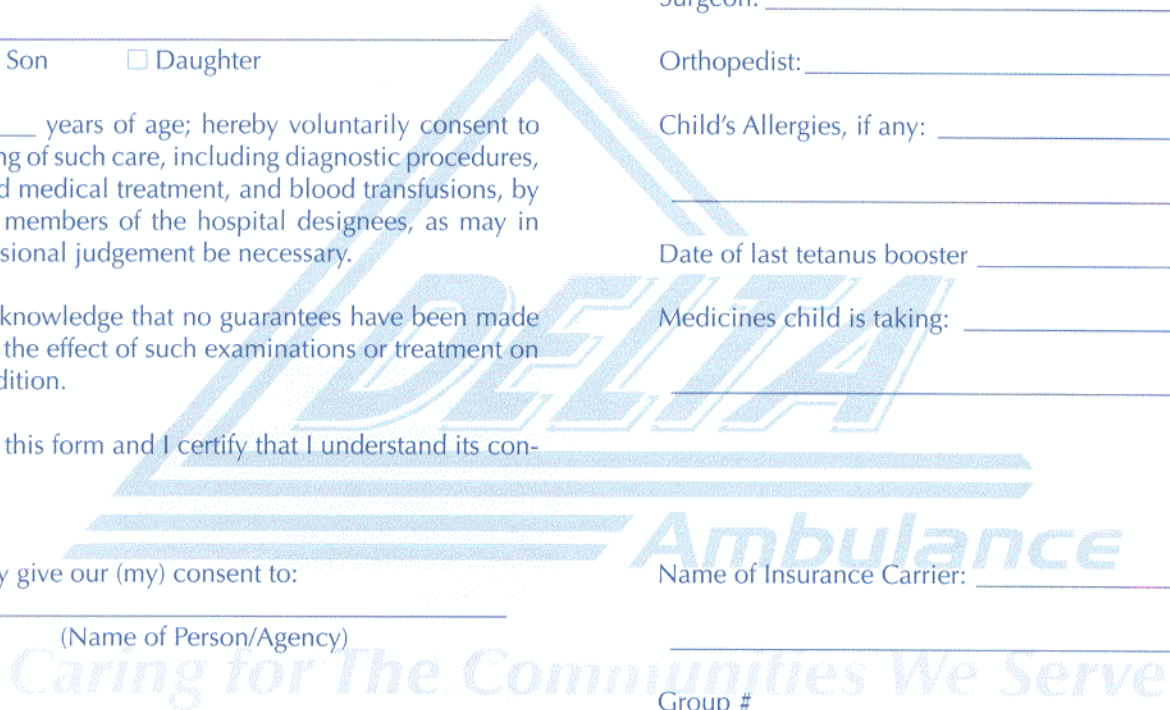 Son ☐ Daughter
____ years of age; hereby voluntarily consent to
ng of such care, including diagnostic procedures,
d medical treatment, and blood transfusions, by
members of the hospital designees, as may in
sional judgement be necessary.
knowledge that no guarantees have been made
the effect of such examinations or treatment on
dition.
this form and I certify that I understand its con-
y give our (my) consent to:
(Name of Person/Agency)
Surgeon:
Orthopedist:
Child's Allergies, if any:
Date of last tetanus booster
Medicines child is taking:
Name of Insurance Carrier:
Group #
DELTA
Ambulance
Caring for The Communities We Serve